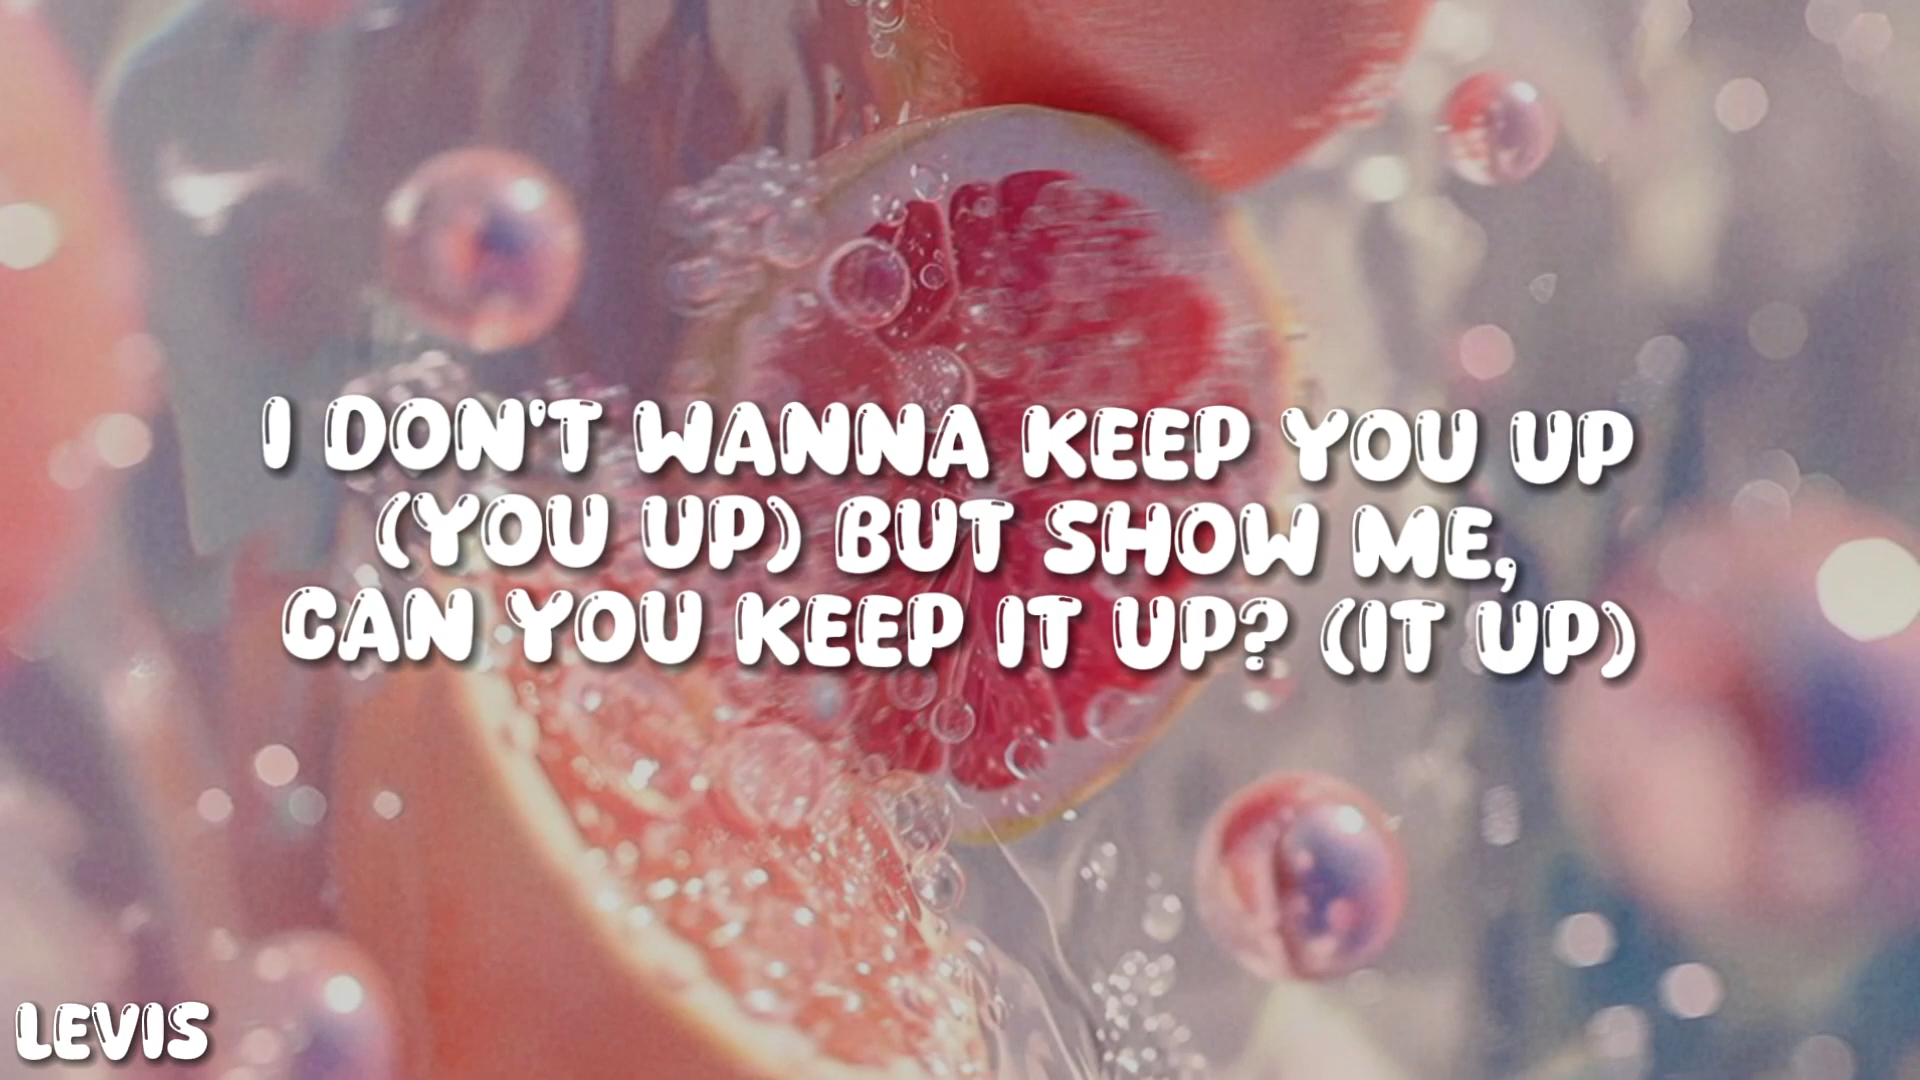 I DON'T WANNA KEEP YOU UP
(YOU UP) BUT SHOW ME,
CAN YOU KEEP IT UP? (IT UP)
LEVIS